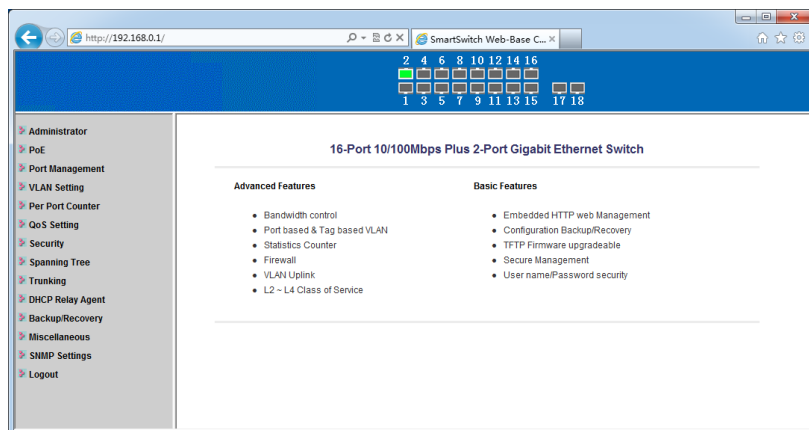 http://192.168.0.1/
SmartSwitch Web-Base C...
2 4 6 8 10 12 14 16
1 3 5 7 9 11 13 15 17 18
Administrator
PoE
Port Management
VLAN Setting
Per Port Counter
QoS Setting
Security
Spanning Tree
Trunking
DHCP Relay Agent
Backup/Recovery
Miscellaneous
SNMP Settings
Logout
16-Port 10/100Mbps Plus 2-Port Gigabit Ethernet Switch
Advanced Features
Bandwidth control
Port based & Tag based VLAN
Statistics Counter
Firewall
VLAN Uplink
L2 ~ L4 Class of Service
Basic Features
Embedded HTTP web Management
Configuration Backup/Recovery
TFTP Firmware upgradeable
Secure Management
User name/Password security